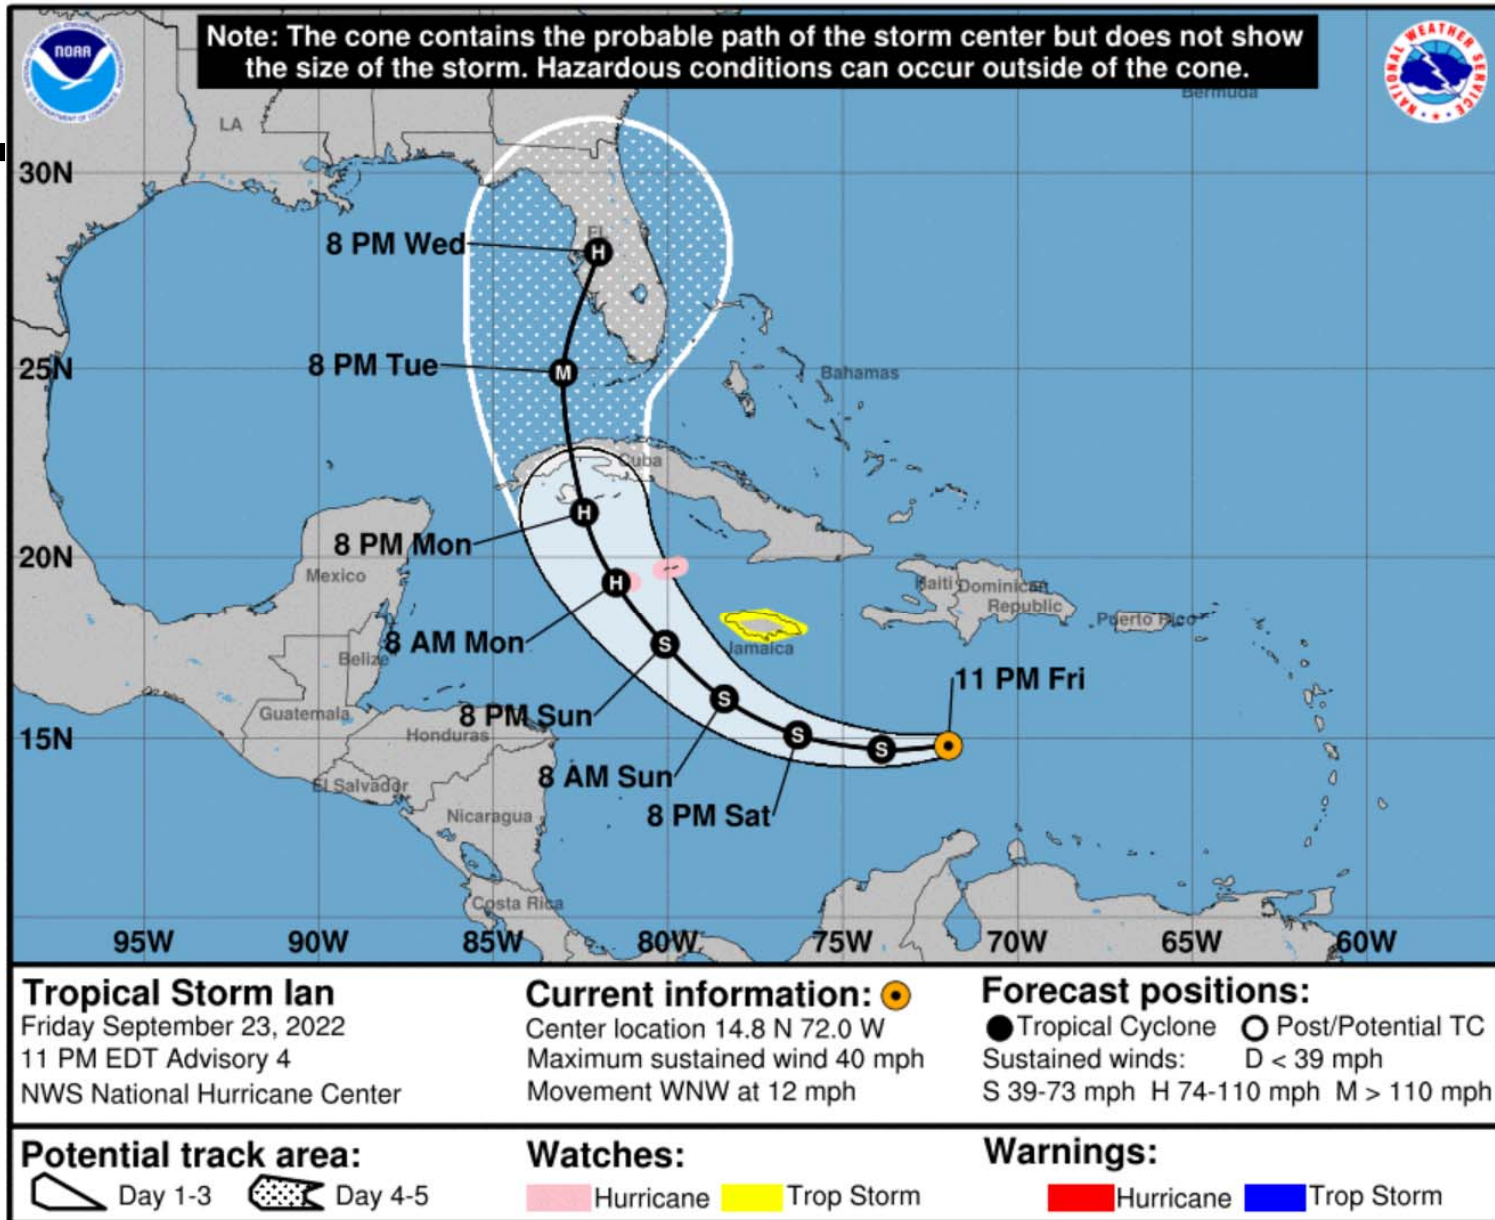 Note: The cone contains the probable path of the storm center but does not show
the size of the storm. Hazardous conditions can occur outside of the cone.
NOAA
NATIONAL WEATHER SERVICE
Bermuda
LA
30N
FL
8 PM Wed
25N
8 PM Tue
M
H
Bahamas
Cuba
H
8 PM Mon
20N
Mexico
H
Haiti
Dominican
Republic
Puerto Rico
8 AM Mon
S
Jamaica
Belize
11 PM Fri
Guatemala
8 PM Sun
S
15N
Honduras
S
S
El Salvador
8 AM Sun
Nicaragua
8 PM Sat
Costa Rica
95W 90W 85W 80W 75W 70W 65W 60W
Tropical Storm Ian
Friday September 23, 2022
11 PM EDT Advisory 4
NWS National Hurricane Center
Current information:
Center location 14.8 N 72.0 W
Maximum sustained wind 40 mph
Movement WNW at 12 mph
Forecast positions:
Tropical Cyclone Post/Potential TC
Sustained winds: D < 39 mph
S 39-73 mph H 74-110 mph M > 110 mph
Potential track area:
Day 1-3 Day 4-5
Watches:
Hurricane Trop Storm
Warnings:
Hurricane Trop Storm